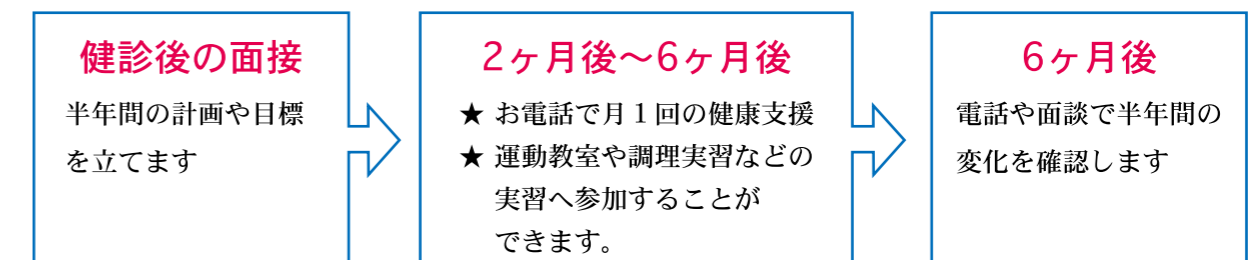 健診後の面接
半年間の計画や目標
を立てます
2ヶ月後～6ヶ月後
★ お電話で月１回の健康支援
★ 運動教室や調理実習などの
実習へ参加することが
できます。
6ヶ月後
電話や面談で半年間の
変化を確認します